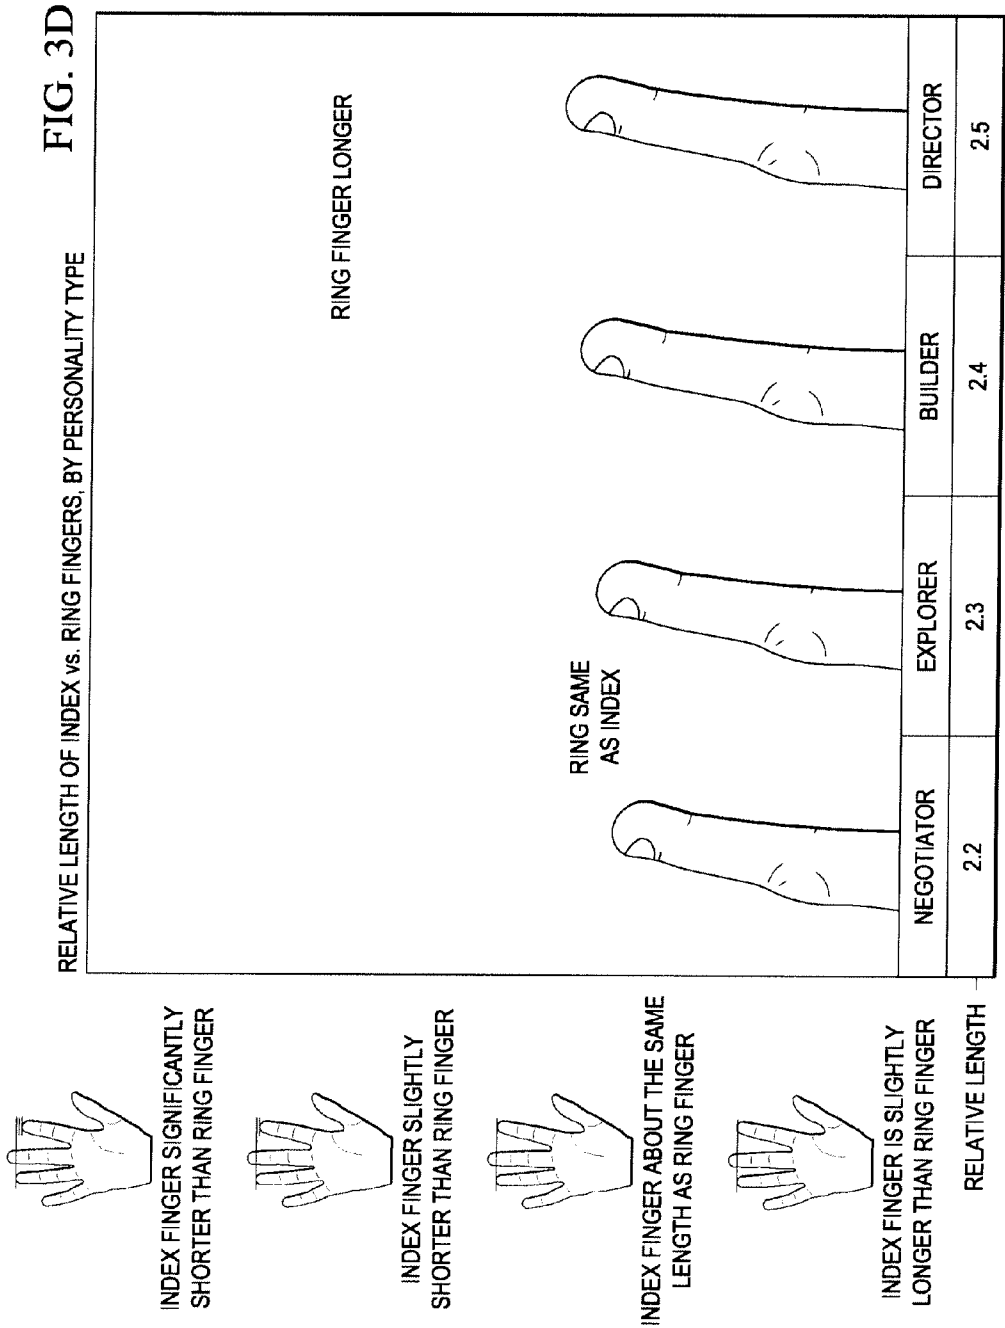 FIG. 3D
RELATIVE LENGTH OF INDEX vs. RING FINGERS, BY PERSONALITY TYPE
INDEX FINGER SIGNIFICANTLY
SHORTER THAN RING FINGER
INDEX FINGER SLIGHTLY
SHORTER THAN RING FINGER
INDEX FINGER ABOUT THE SAME
LENGTH AS RING FINGER
INDEX FINGER IS SLIGHTLY
LONGER THAN RING FINGER
RING FINGER LONGER
RING SAME
AS INDEX
NEGOTIATOR EXPLORER BUILDER DIRECTOR
RELATIVE LENGTH 2.2 2.3 2.4 2.5